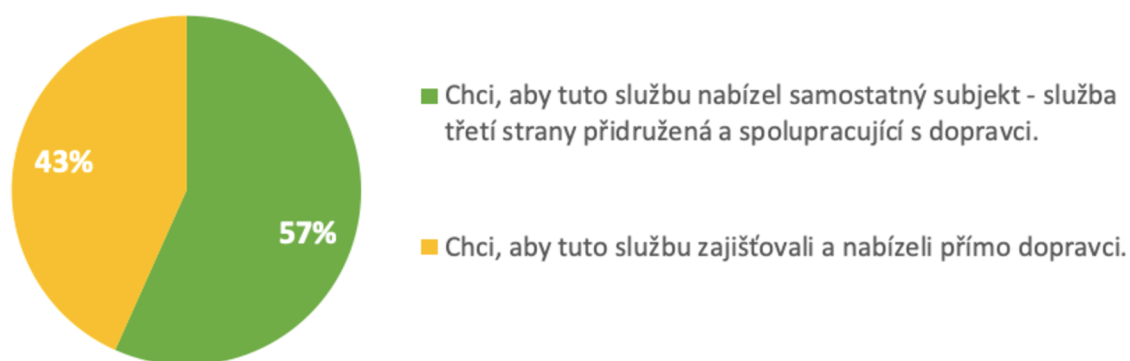 Chci, aby tuto službu nabízel samostatný subjekt - služba
třetí strany přidružená a spolupracující s dopravci.
43%
57%
Chci, aby tuto službu zajišťovali a nabízeli přímo dopravci.